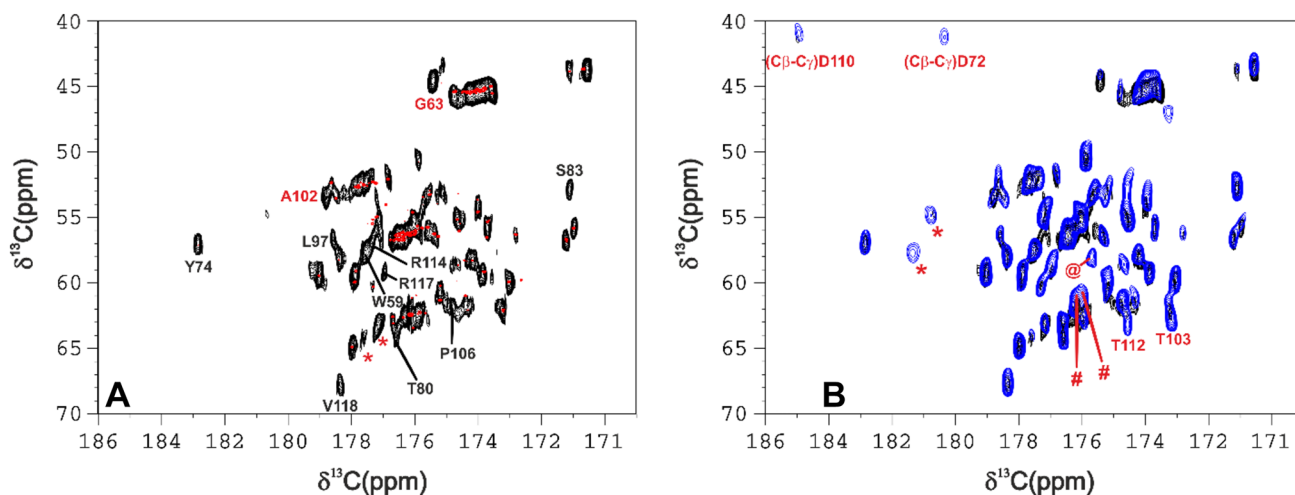 40
45
50
55
60
65
70
δ¹³C(ppm)
G63
A102
S83
Y74
L97
R114
R117
W59
P106
T80
V118
*
*
A
186 184 182 180 178 176 174 172 171
δ¹³C(ppm)
40
45
50
55
60
65
70
δ¹³C(ppm)
(Cβ-Cγ)D110 (Cβ-Cγ)D72
*
*
@
T112 T103
# #
B
186 184 182 180 178 176 174 172 171
δ¹³C(ppm)